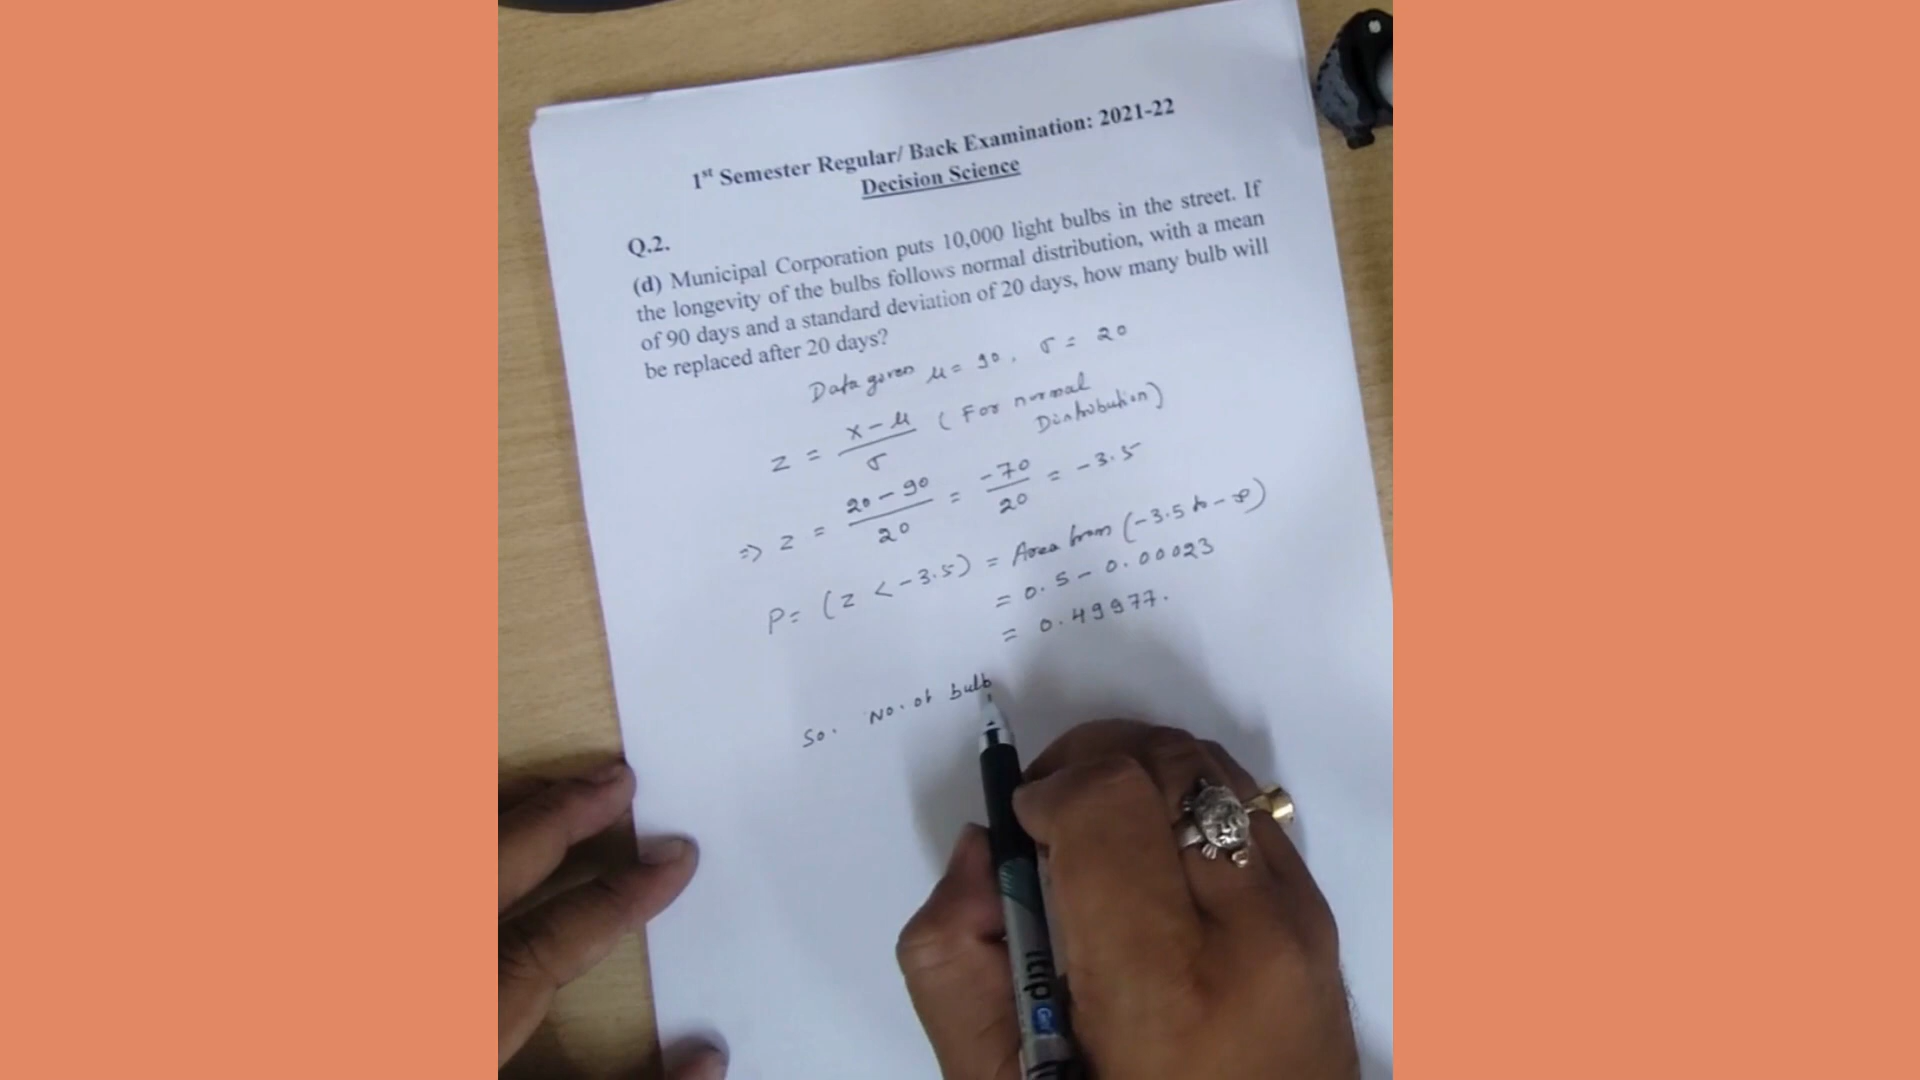 1st Semester Regular/ Back Examination: 2021-22
Decision Science
Q.2.
(d) Municipal Corporation puts 10,000 light bulbs in the street. If
the longevity of the bulbs follows normal distribution, with a mean
of 90 days and a standard deviation of 20 days, how many bulb will
be replaced after 20 days?
Data given μ = 90, σ = 20
z = x - μ / σ (For normal
Distribution)
=> z = 20 - 90 / 20 = -70 / 20 = -3.5
P = (z < -3.5) = Area from (-3.5 to -∞)
= 0.5 - 0.00023
= 0.49977.
So. No. of bulb